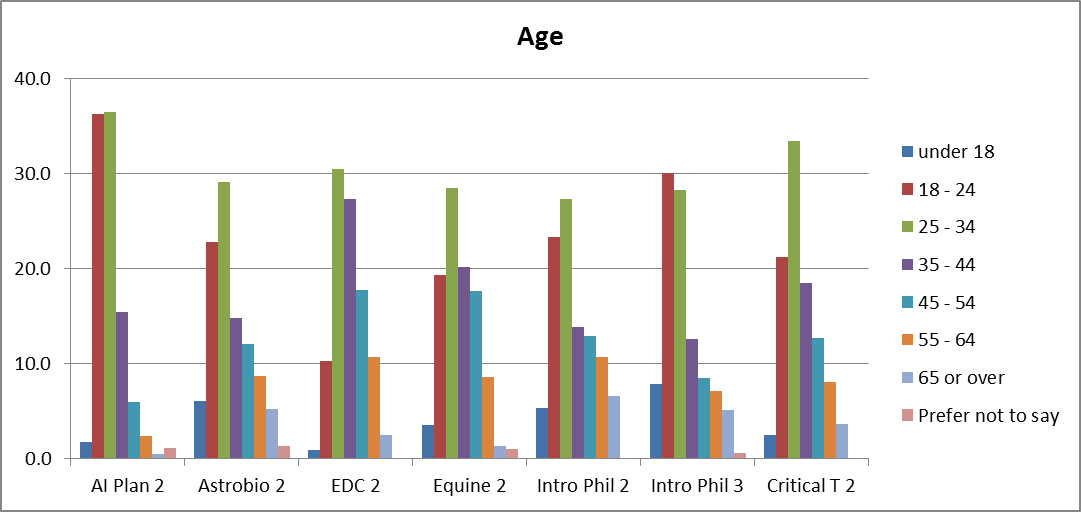 Age
40.0
30.0
20.0
10.0
0.0
AI Plan 2
Astrobio 2
EDC 2
Equine 2
Intro Phil 2
Intro Phil 3
Critical T 2
under 18
18 - 24
25 - 34
35 - 44
45 - 54
55 - 64
65 or over
Prefer not to say